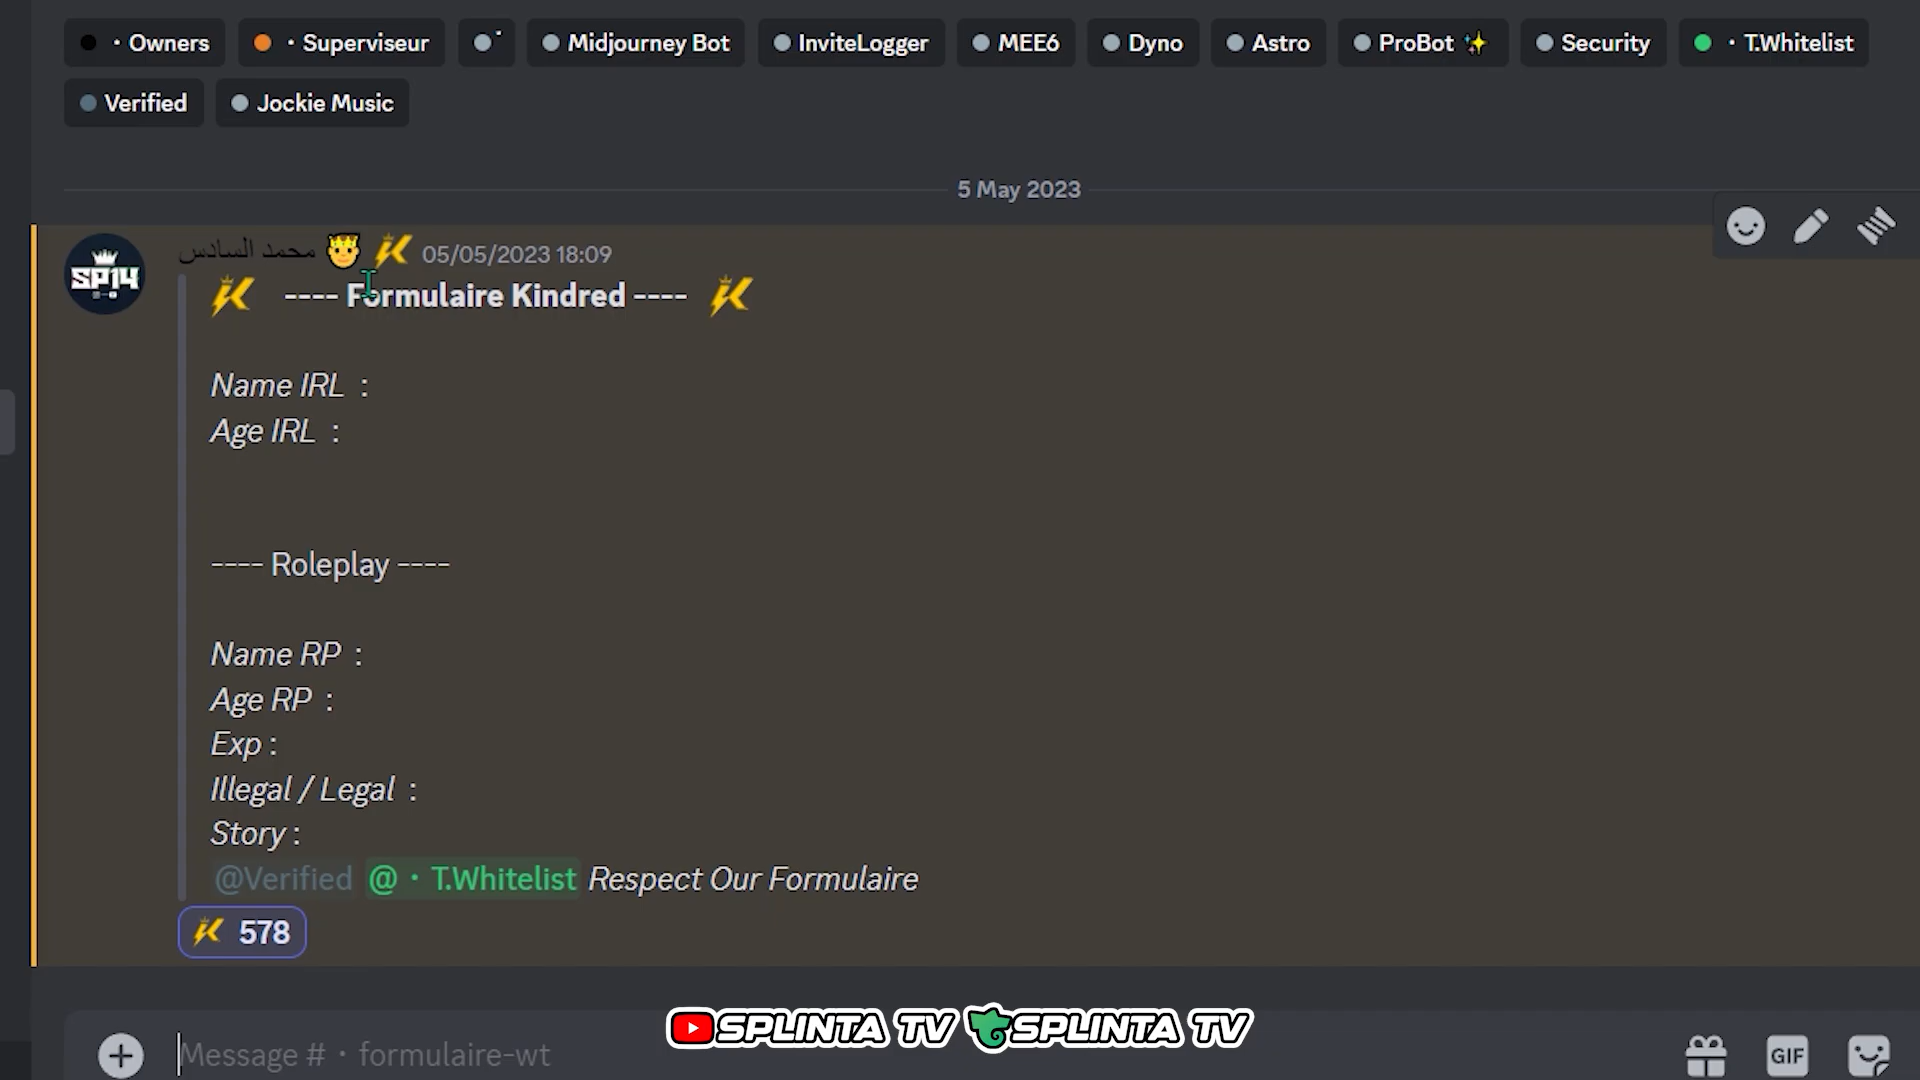 • Owners • Superviseur Midjourney Bot InviteLogger MEE6 Dyno Astro ProBot ✨ Security • T.Whitelist
Verified Jockie Music
5 May 2023
محمد السادس 05/05/2023 18:09
SP14
---- Formulaire Kindred ----
Name IRL :
Age IRL :
---- Roleplay ----
Name RP :
Age RP :
Exp :
Illegal / Legal :
Story :
@Verified @ • T.Whitelist Respect Our Formulaire
578
SPLINTA TV SPLINTA TV
Message # • formulaire-wt
GIF